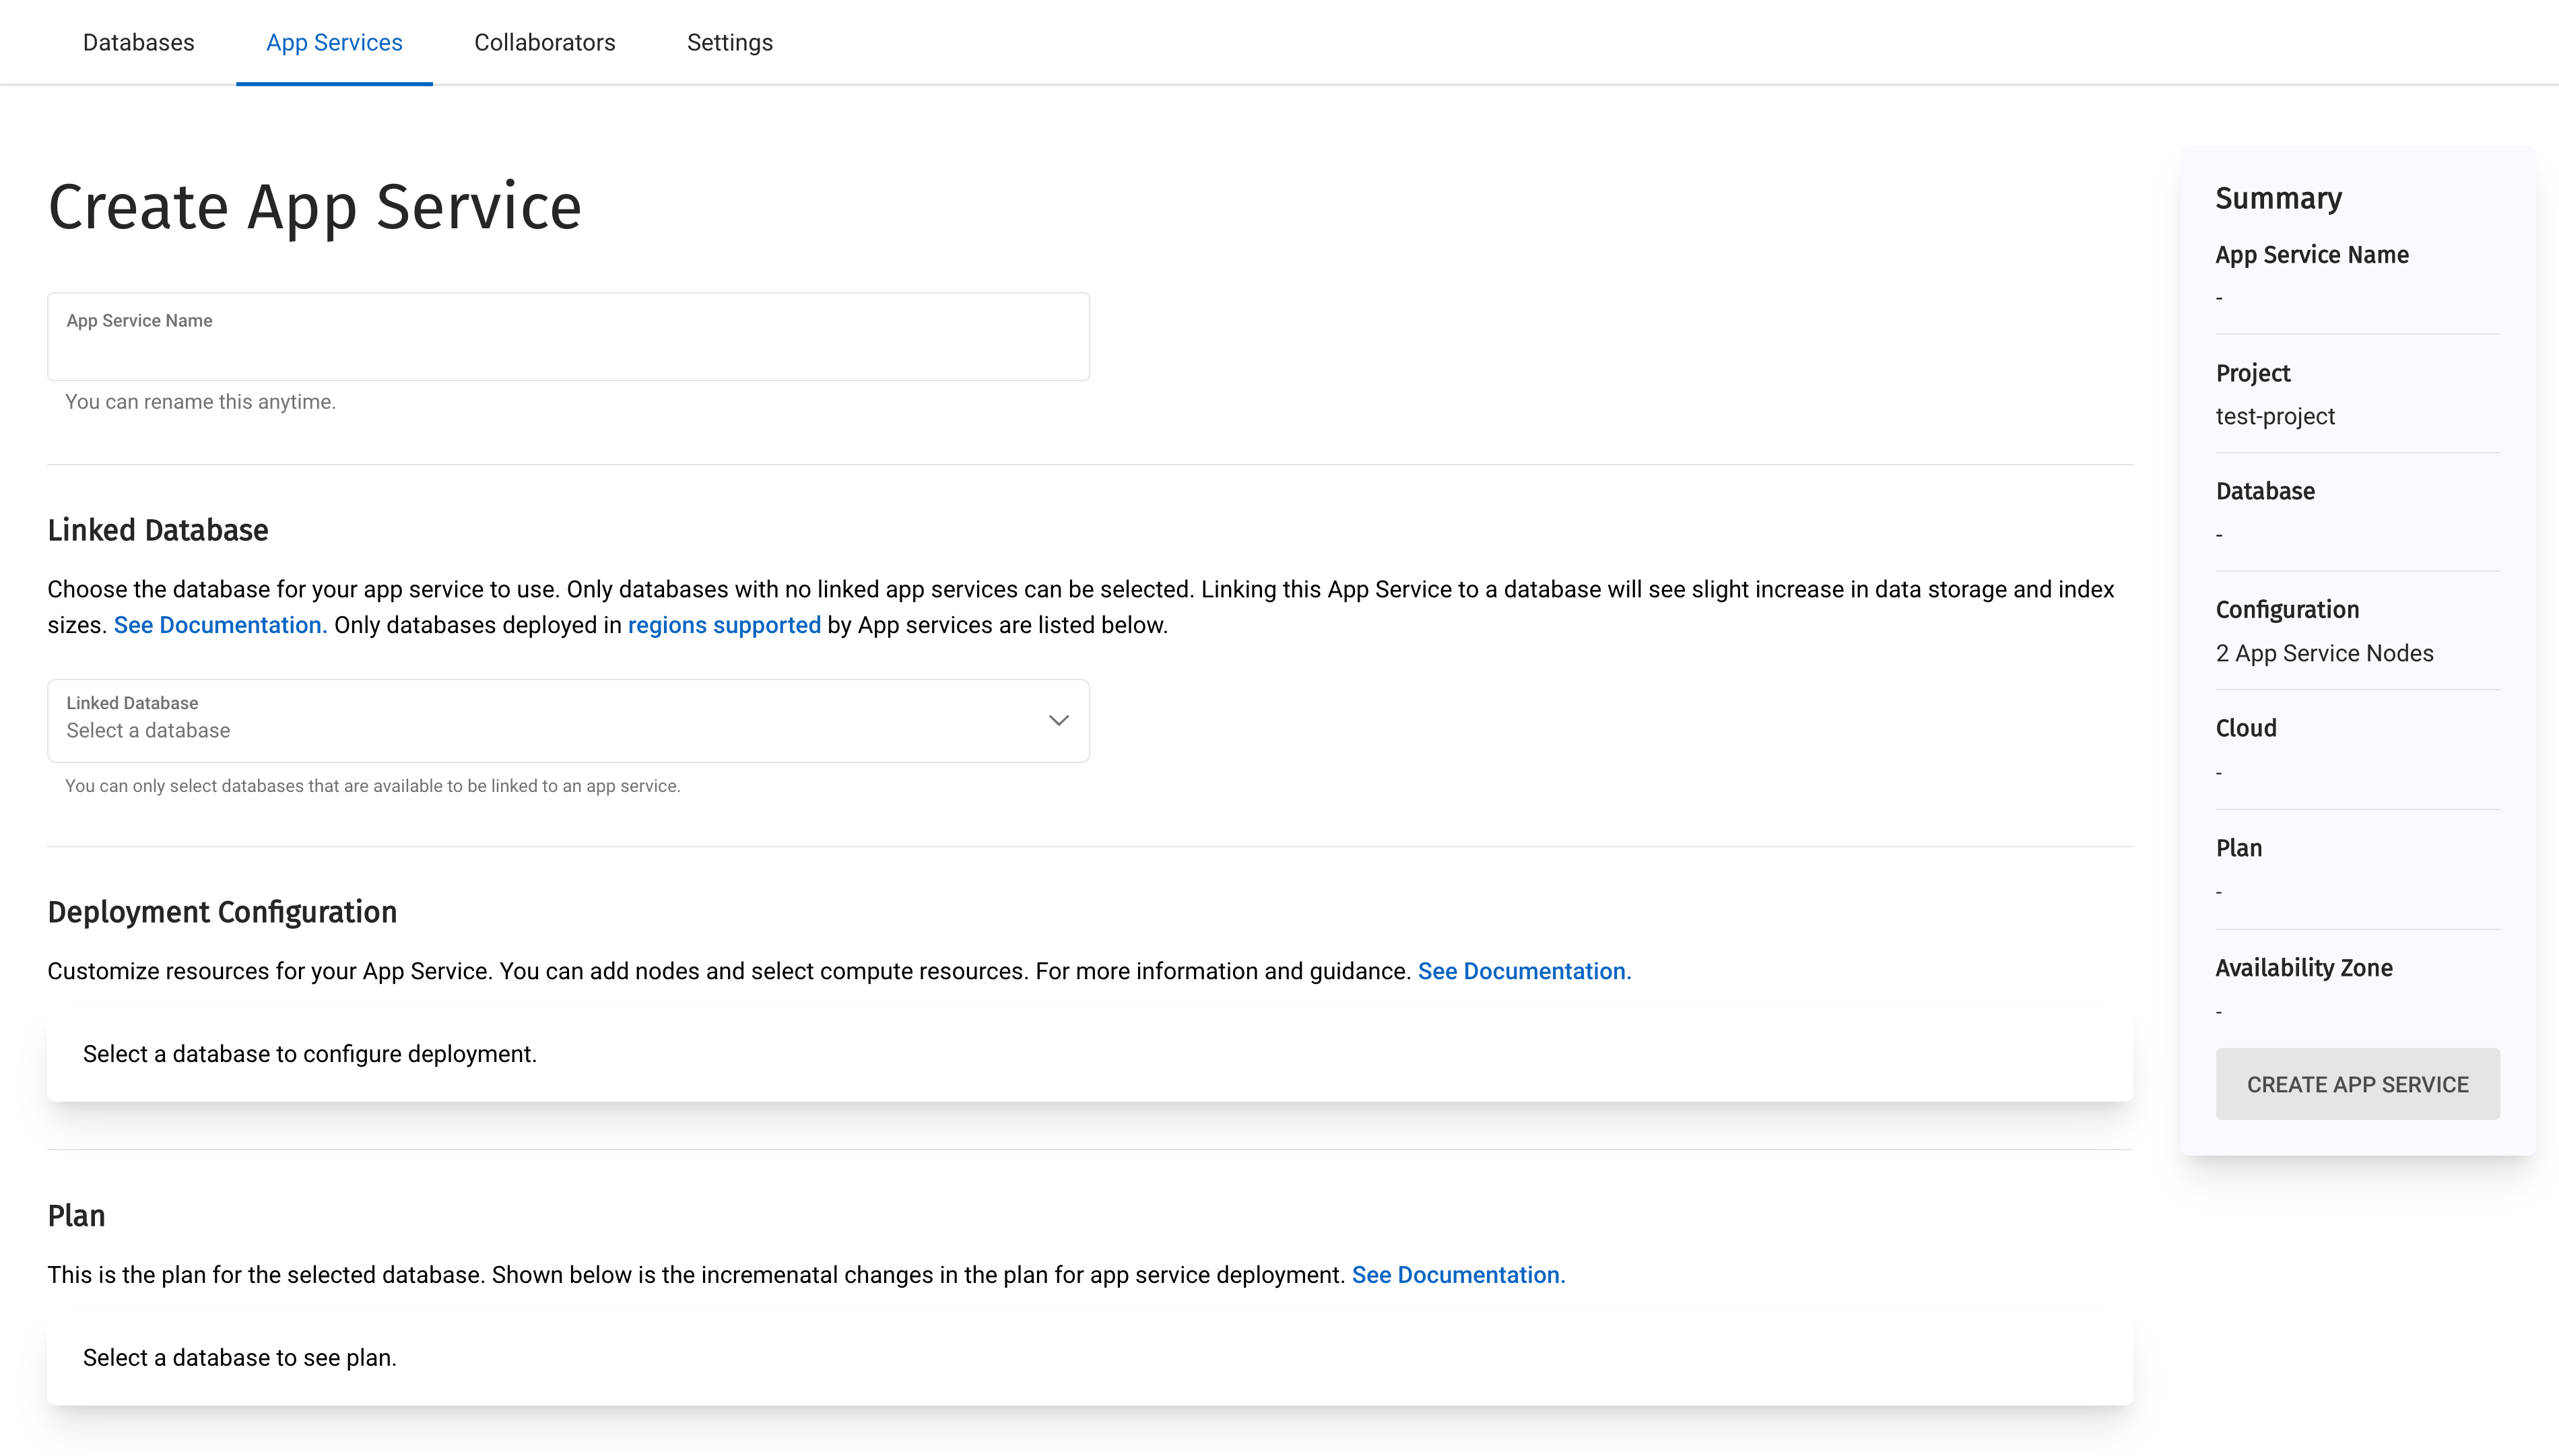 Databases App Services Collaborators Settings
Create App Service
App Service Name
You can rename this anytime.
Linked Database
Choose the database for your app service to use. Only databases with no linked app services can be selected. Linking this App Service to a database will see slight increase in data storage and index
sizes. See Documentation. Only databases deployed in regions supported by App services are listed below.
Linked Database
Select a database
You can only select databases that are available to be linked to an app service.
Deployment Configuration
Customize resources for your App Service. You can add nodes and select compute resources. For more information and guidance. See Documentation.
Select a database to configure deployment.
Plan
This is the plan for the selected database. Shown below is the incremenatal changes in the plan for app service deployment. See Documentation.
Select a database to see plan.
Summary
App Service Name
-
Project
test-project
Database
-
Configuration
2 App Service Nodes
Cloud
-
Plan
-
Availability Zone
-
CREATE APP SERVICE